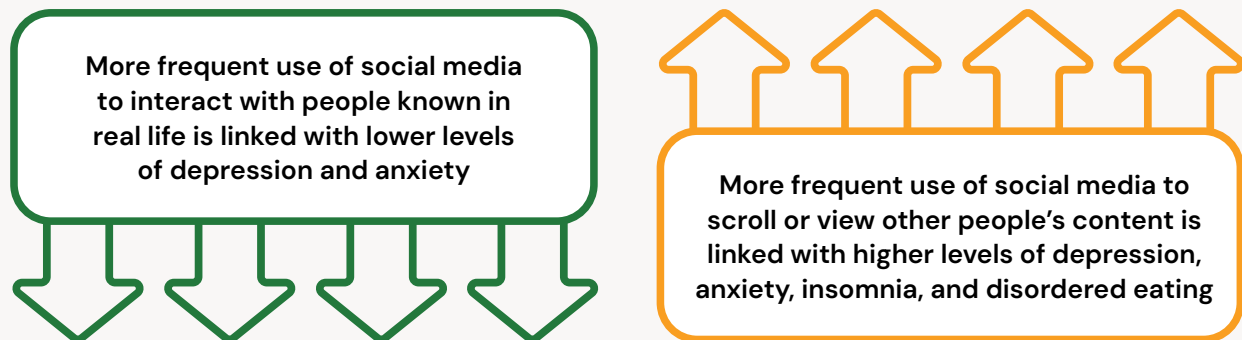 More frequent use of social media
to interact with people known in
real life is linked with lower levels
of depression and anxiety
More frequent use of social media to
scroll or view other people’s content is
linked with higher levels of depression,
anxiety, insomnia, and disordered eating